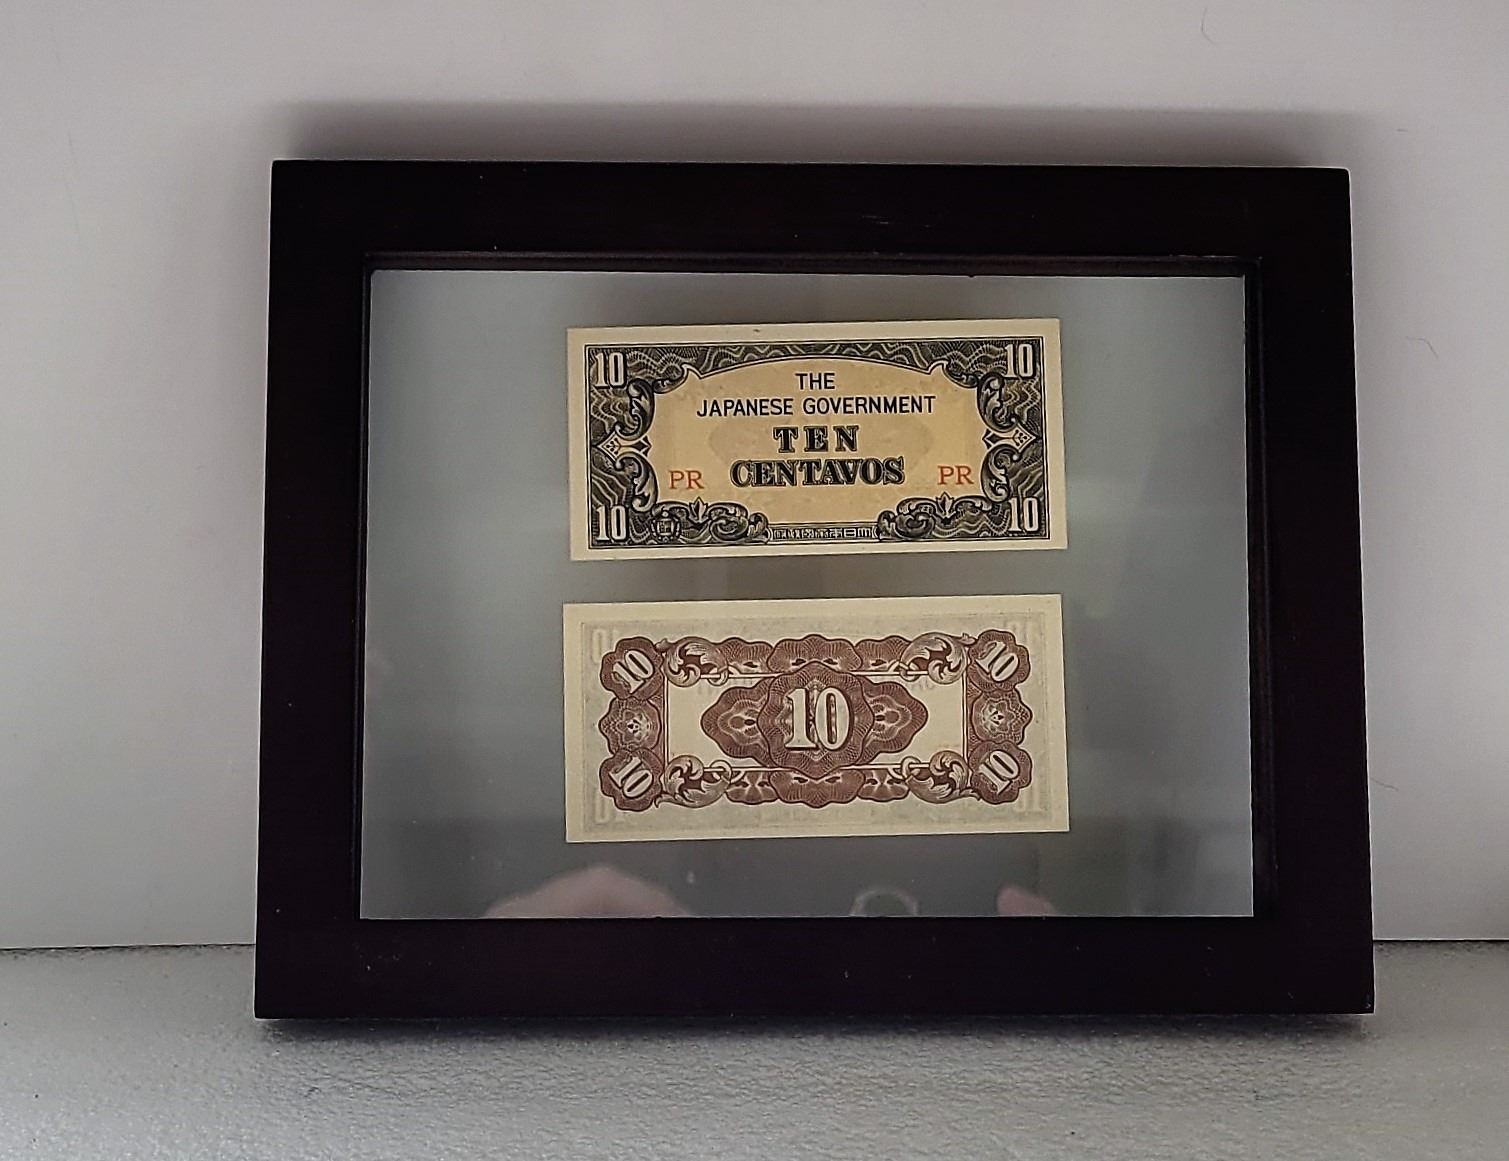 10 10
THE
JAPANESE GOVERNMENT
TEN
PR CENTAVOS PR
10 10
10 10
10
10 10